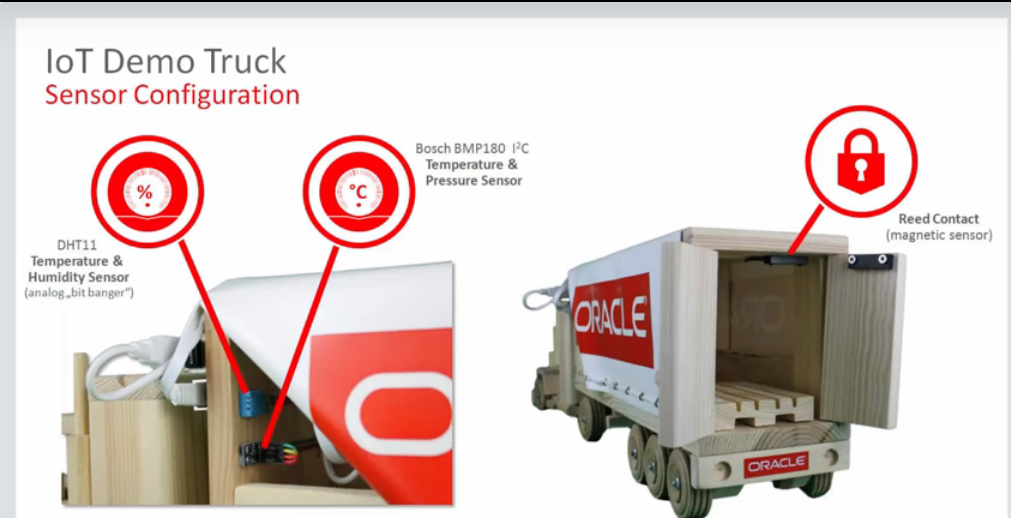 IoT Demo Truck
Sensor Configuration
%
°C
Bosch BMP180 I²C
Temperature &
Pressure Sensor
DHT11
Temperature &
Humidity Sensor
(analog „bit banger“)
Reed Contact
(magnetic sensor)
ORACLE
ORACLE